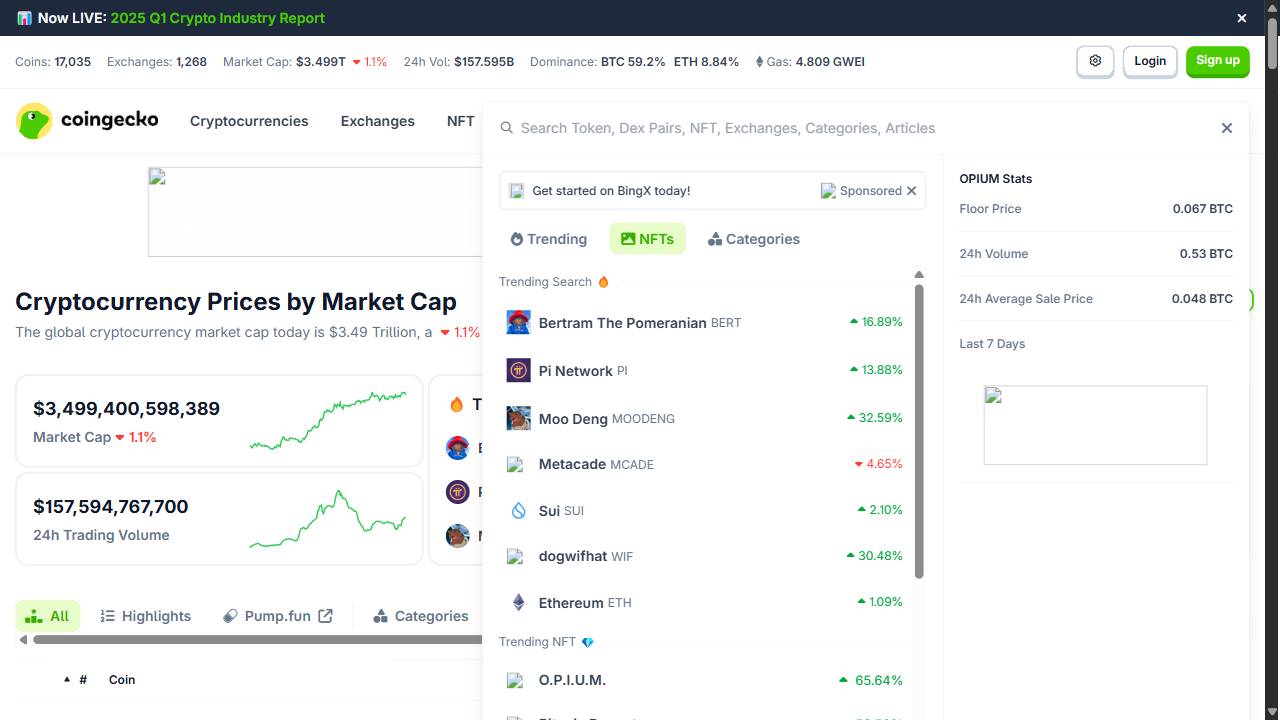 Now LIVE: 2025 Q1 Crypto Industry Report
Coins: 17,035 Exchanges: 1,268 Market Cap: $3.499T 1.1% 24h Vol: $157.595B Dominance: BTC 59.2% ETH 8.84% Gas: 4.809 GWEI
Login
Sign up
coingecko
Cryptocurrencies
Exchanges
NFT
Search Token, Dex Pairs, NFT, Exchanges, Categories, Articles
Get started on BingX today!
Sponsored
Trending
NFTs
Categories
Trending Search
Bertram The Pomeranian BERT 16.89%
Pi Network PI 13.88%
Moo Deng MOODENG 32.59%
Metacade MCADE 4.65%
Sui SUI 2.10%
dogwifhat WIF 30.48%
Ethereum ETH 1.09%
Trending NFT
O.P.I.U.M. 65.64%
OPIUM Stats
Floor Price 0.067 BTC
24h Volume 0.53 BTC
24h Average Sale Price 0.048 BTC
Last 7 Days
Cryptocurrency Prices by Market Cap
The global cryptocurrency market cap today is $3.49 Trillion, a 1.1%
$3,499,400,598,389
Market Cap 1.1%
$157,594,767,700
24h Trading Volume
All
Highlights
Pump.fun
Categories
# Coin